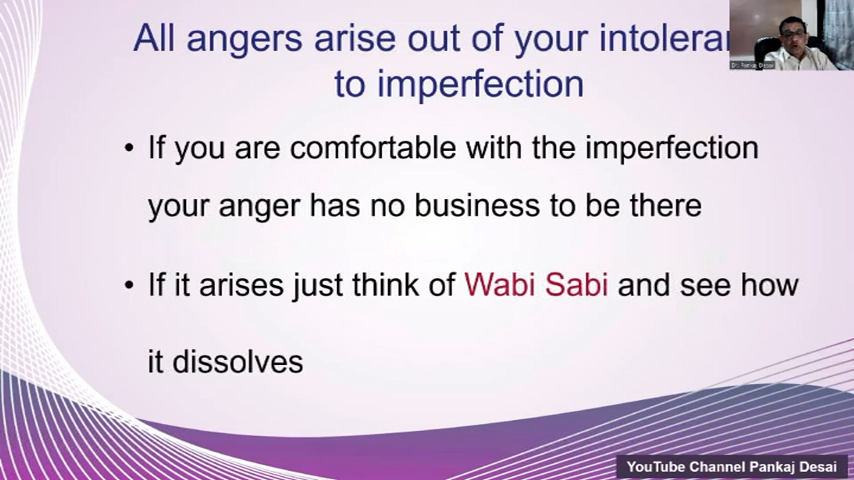 All angers arise out of your intolera
to imperfection
• If you are comfortable with the imperfection
your anger has no business to be there
• If it arises just think of Wabi Sabi and see how
it dissolves
YouTube Channel Pankaj Desai